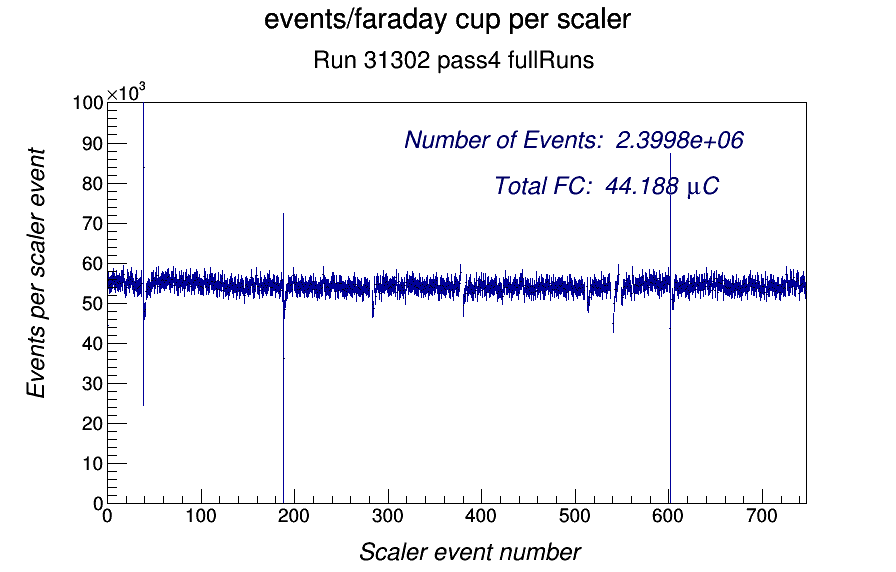 events/faraday cup per scaler
Run 31302 pass4 fullRuns
×10³
100
90
80
70
60
50
40
30
20
10
0
Events per scaler event
Number of Events: 2.3998e+06
Total FC: 44.188 μC
0 100 200 300 400 500 600 700
Scaler event number